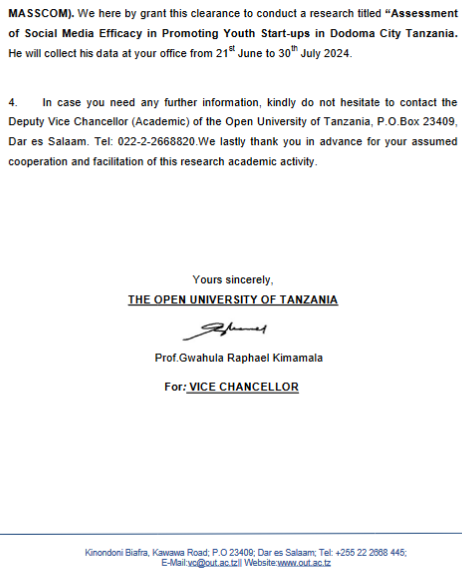 MASSCOM). We here by grant this clearance to conduct a research titled “Assessment
of Social Media Efficacy in Promoting Youth Start-ups in Dodoma City Tanzania.
He will collect his data at your office from 21st June to 30th July 2024.
4. In case you need any further information, kindly do not hesitate to contact the
Deputy Vice Chancellor (Academic) of the Open University of Tanzania, P.O.Box 23409,
Dar es Salaam. Tel: 022-2-2668820.We lastly thank you in advance for your assumed
cooperation and facilitation of this research academic activity.
Yours sincerely,
THE OPEN UNIVERSITY OF TANZANIA
Prof.Gwahula Raphael Kimamala
For: VICE CHANCELLOR
Kinondoni Biafra, Kawawa Road; P.O 23409; Dar es Salaam; Tel: +255 22 2668 445;
E-Mail:vc@out.ac.tz|| Website:www.out.ac.tz